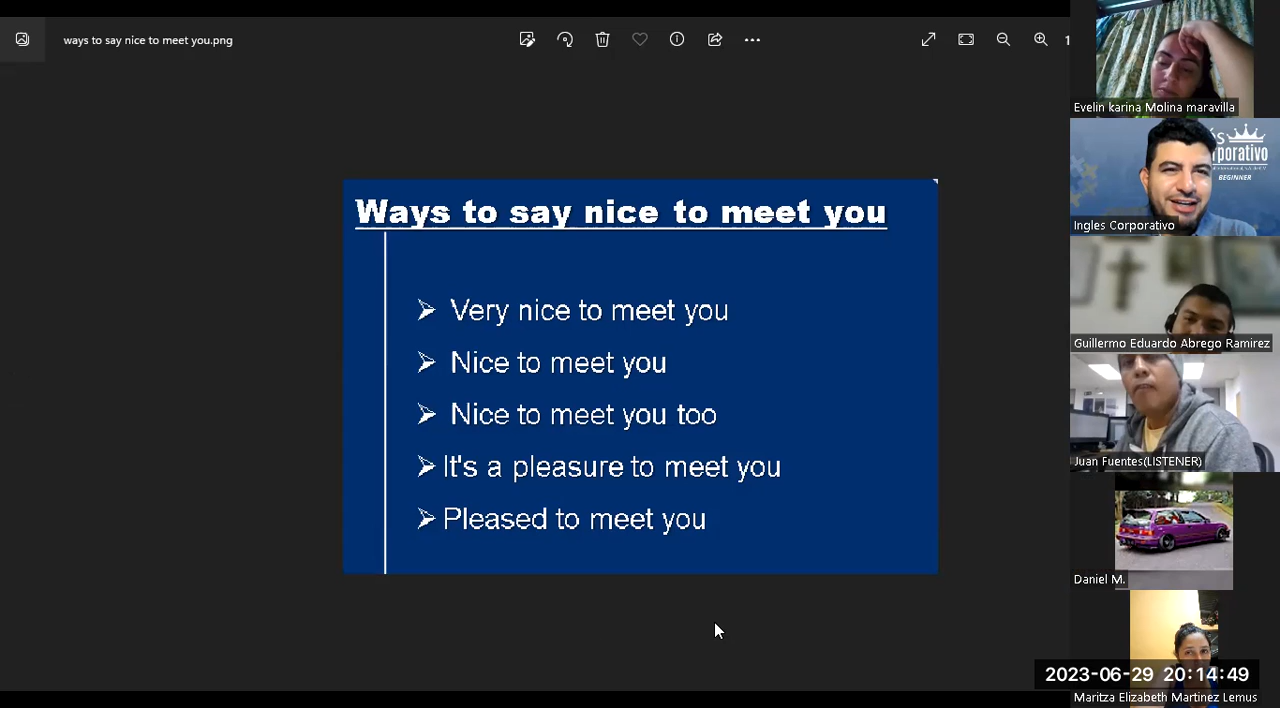 ways to say nice to meet you.png
1
Ways to say nice to meet you
Very nice to meet you
Nice to meet you
Nice to meet you too
It's a pleasure to meet you
Pleased to meet you
Evelin karina Molina maravilla
és
rporativo
BEGINNER
Ingles Corporativo
Guillermo Eduardo Abrego Ramirez
Juan Fuentes(LISTENER)
Daniel M.
2023-06-29 20:14:49
Maritza Elizabeth Martinez Lemus